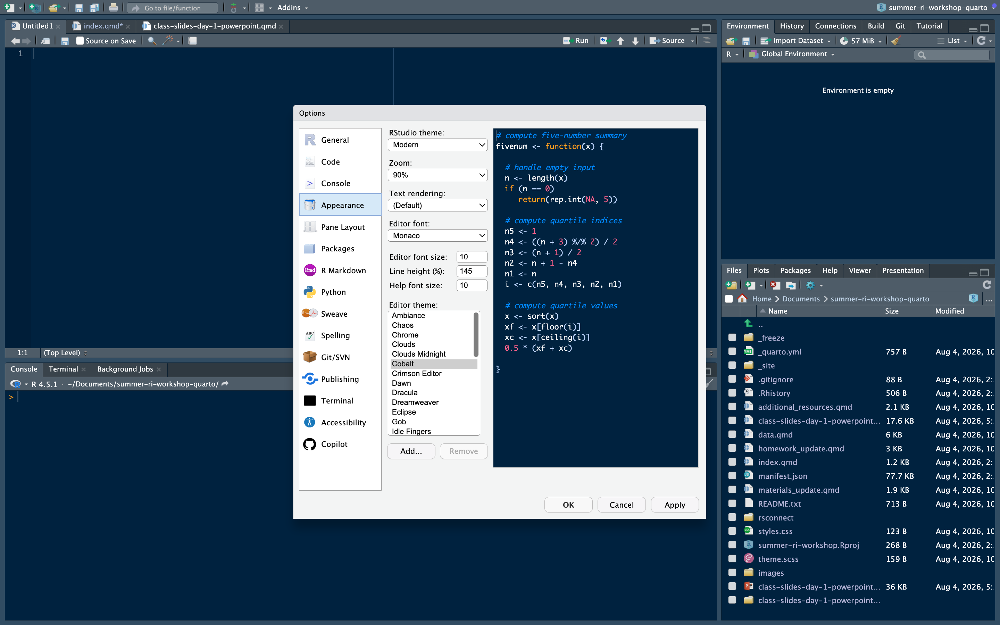 Go to file/function
Addins
summer-ri-workshop-quarto
Untitled1
index.qmd*
class-slides-day-1-powerpoint.qmd
Source on Save
Run
Source
1
1:1
(Top Level)
Console
Terminal
Background Jobs
R 4.5.1 · ~/Documents/summer-ri-workshop-quarto/
>
Options
General
Code
Console
Appearance
Pane Layout
Packages
R Markdown
Python
Sweave
Spelling
Git/SVN
Publishing
Terminal
Accessibility
Copilot
RStudio theme:
Modern
Zoom:
90%
Text rendering:
(Default)
Editor font:
Monaco
Editor font size: 10
Line height (%): 145
Help font size: 10
Editor theme:
Ambiance
Chaos
Chrome
Clouds
Clouds Midnight
Cobalt
Crimson Editor
Dawn
Dracula
Dreamweaver
Eclipse
Gob
Idle Fingers
Add...
Remove
# compute five-number summary
fivenum <- function(x) {
# handle empty input
n <- length(x)
if (n == 0)
return(rep.int(NA, 5))
# compute quartile indices
n5 <- 1
n4 <- ((n + 3) %/% 2) / 2
n3 <- (n + 1) / 2
n2 <- n + 1 - n4
n1 <- n
i <- c(n5, n4, n3, n2, n1)
# compute quartile values
x <- sort(x)
xf <- x[floor(i)]
xc <- x[ceiling(i)]
0.5 * (xf + xc)
}
OK
Cancel
Apply
Environment
History
Connections
Build
Git
Tutorial
Import Dataset
57 MiB
List
R
Global Environment
Environment is empty
Files
Plots
Packages
Help
Viewer
Presentation
Home > Documents > summer-ri-workshop-quarto
...
Name Size Modified
..
_freeze
_quarto.yml 757 B Aug 4, 2026, 10
_site
.gitignore 88 B Aug 4, 2026, 2:
.Rhistory 506 B Aug 4, 2026, 2:
additional_resources.qmd 2.1 KB Aug 4, 2026, 10
class-slides-day-1-powerpoint... 17.6 KB Aug 4, 2026, 5:
data.qmd 6 KB Aug 4, 2026, 10
homework_update.qmd 3 KB Aug 4, 2026, 10
index.qmd 1.2 KB Aug 4, 2026, 2:
manifest.json 77.7 KB Aug 4, 2026, 2:
materials_update.qmd 1.9 KB Aug 4, 2026, 10
README.txt 713 B Aug 4, 2026, 10
rsconnect
styles.css 123 B Aug 4, 2026, 10
summer-ri-workshop.Rproj 268 B Aug 4, 2026, 2:
theme.scss 159 B Aug 4, 2026, 10
images
class-slides-day-1-powerpoint... 36 KB Aug 4, 2026, 5:
class-slides-day-1-powerpoint...